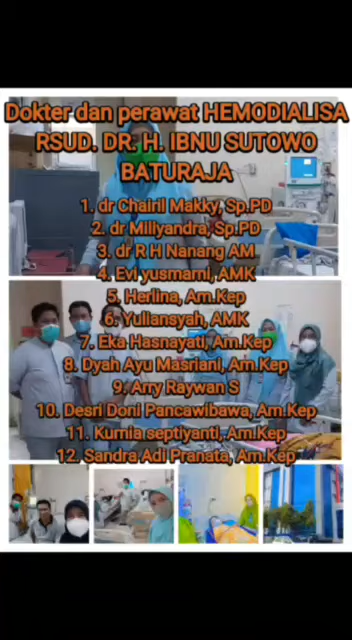 Dokter dan perawat HEMODIALISA
RSUD. DR. H. IBNU SUTOWO
BATURAJA
1. dr Chairil Makky, Sp.PD
2. dr Miliyandra, Sp.PD
3. dr R H Nanang AM
4. Evi yusmarni, AMK
5. Herlina, Am.Kep
6. Yuliansyah, AMK
7. Eka Hasnayati, Am.Kep
8. Dyah Ayu Masriani, Am.Kep
9. Arry Raywan S
10. Desri Doni Pancawibawa, Am.Kep
11. Kurnia septiyanti, Am.Kep
12. Sandra Adi Pranata, Am.Kep